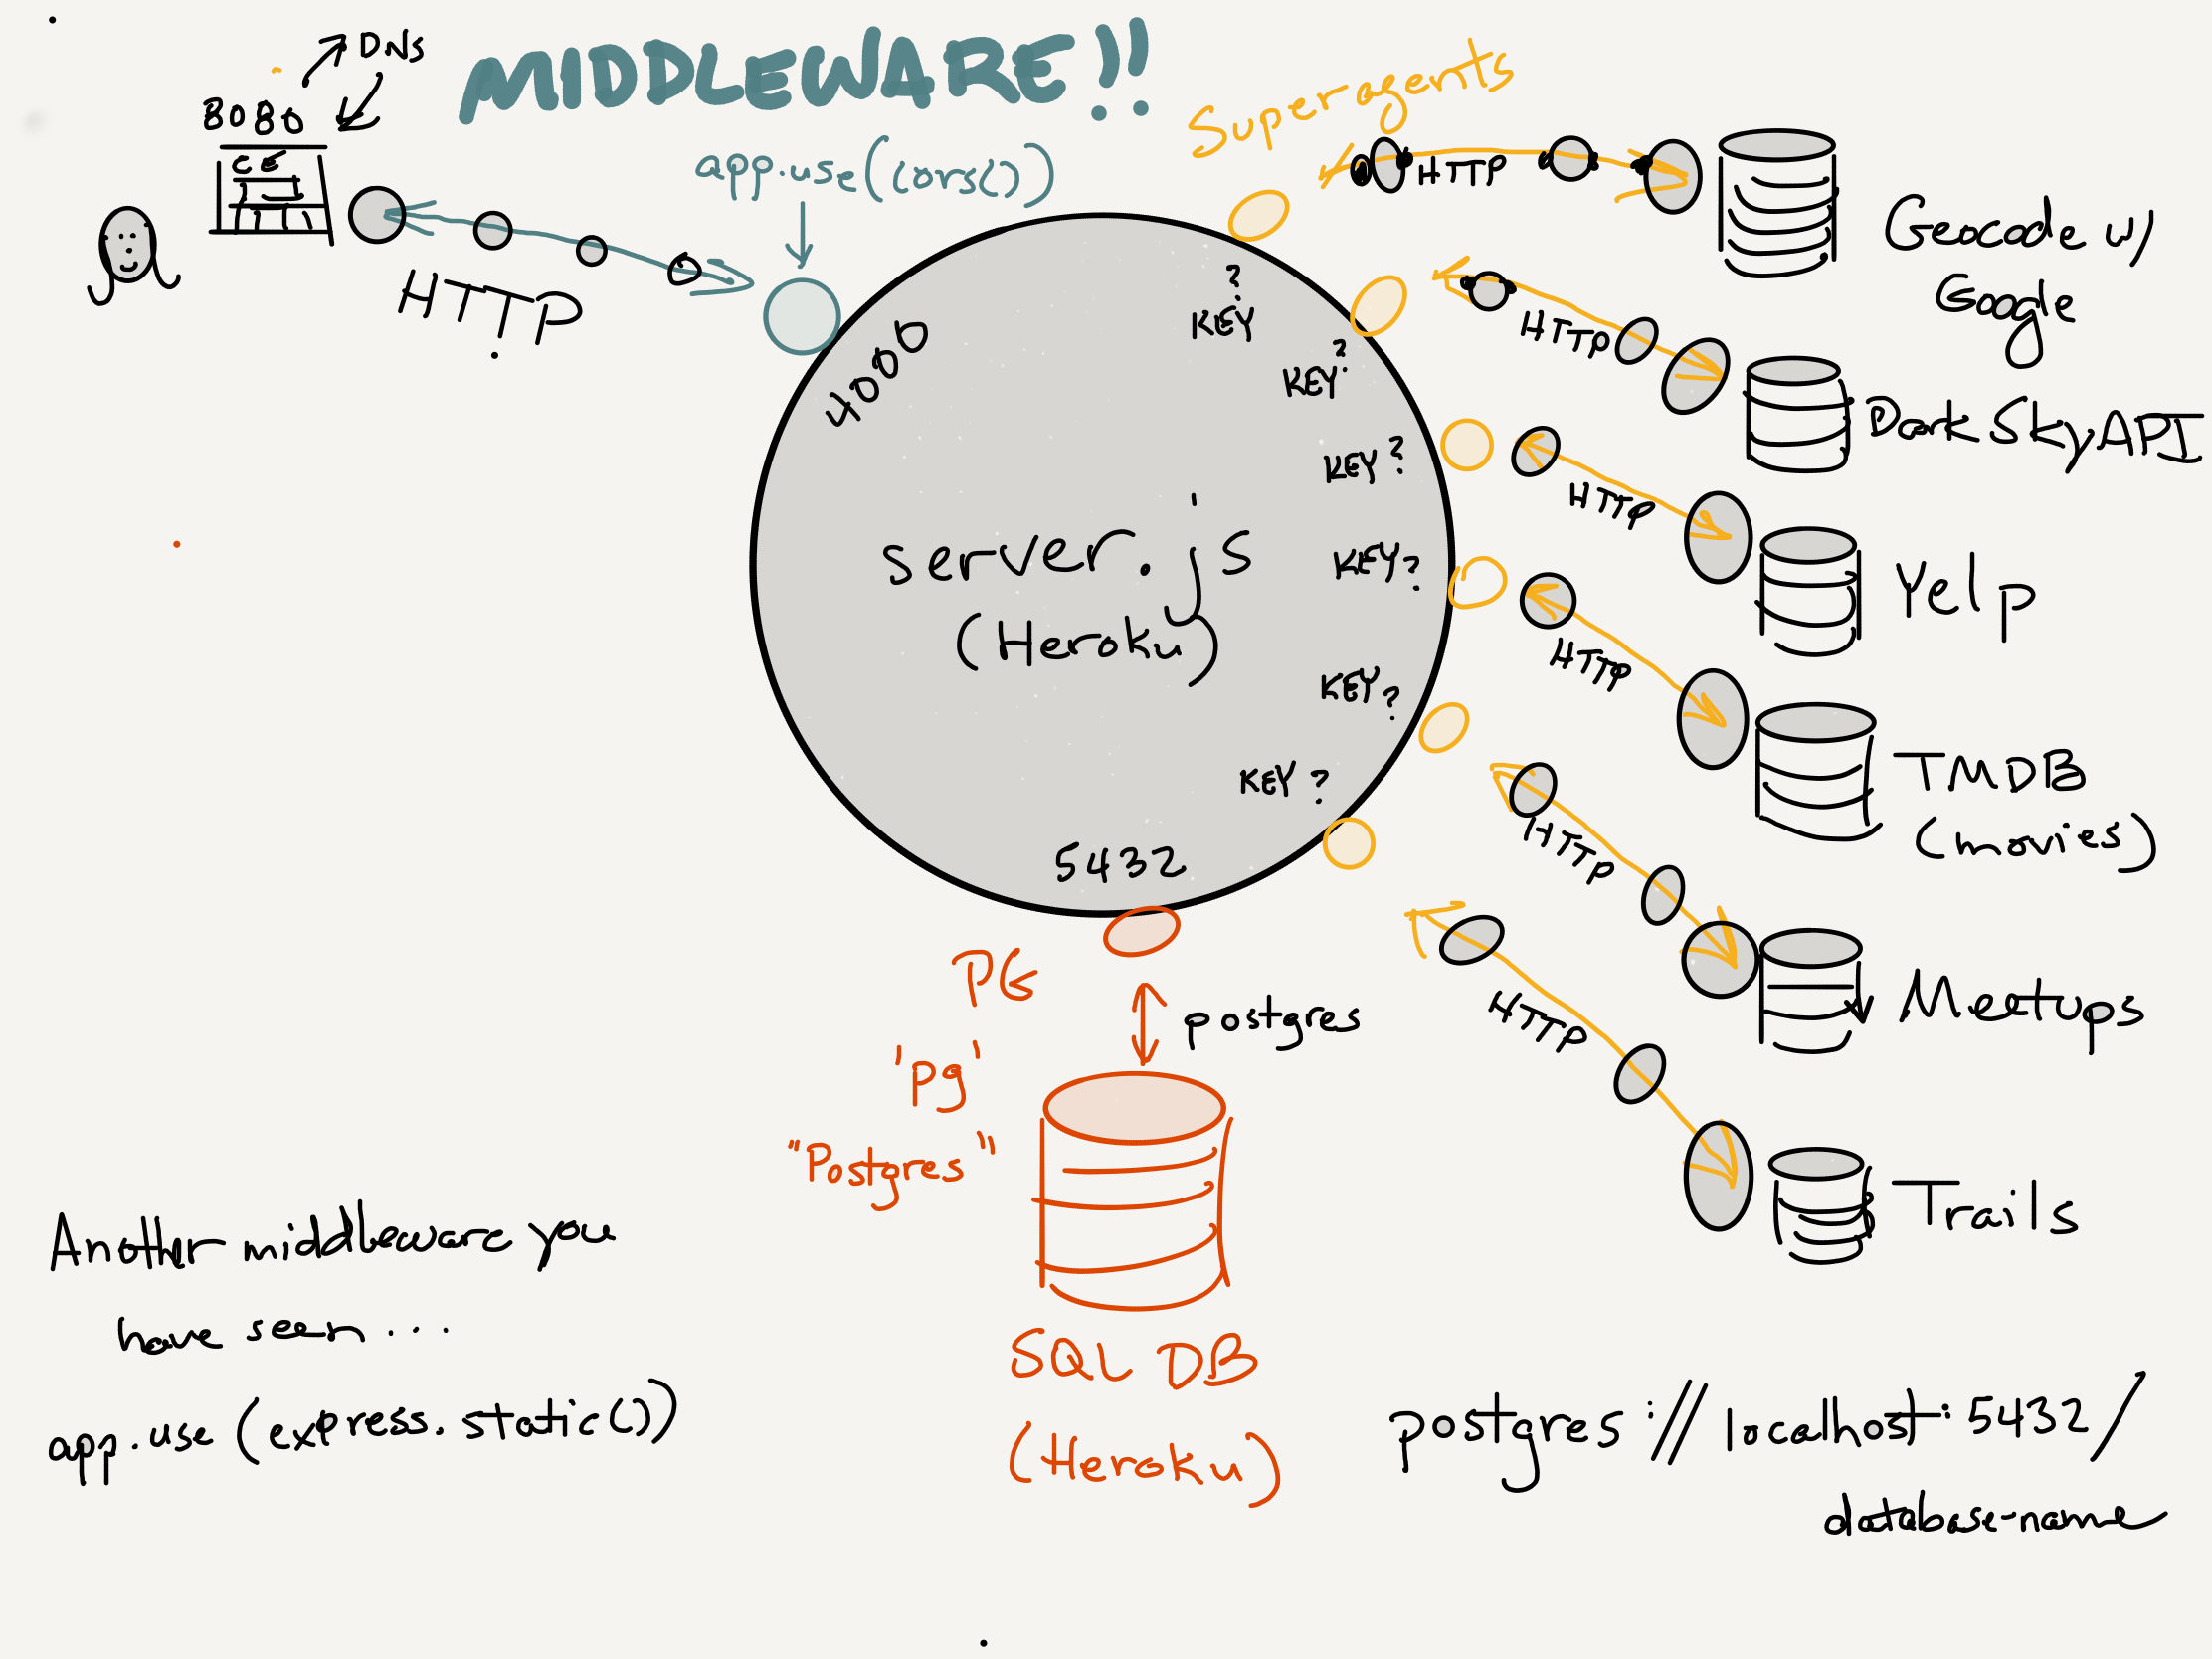 DNS
8080
C E
MIDDLEWARE!!
app.use(cors())
HTTP
Superagents
HTTP
Geocode w/
Google
HTTP
Dark Sky API
HTTP
Yelp
HTTP
TMDB
(movies)
HTTP
Meetups
HTTP
Trails
4000
KEY?
KEY?
KEY?
KEY?
KEY?
KEY?
server.js
(Heroku)
5432
PG
'pg'
"Postgres"
postgres
SQL DB
(Heroku)
Another middleware you
have seen...
app.use(express.static())
postgres://localhost:5432/
database-name